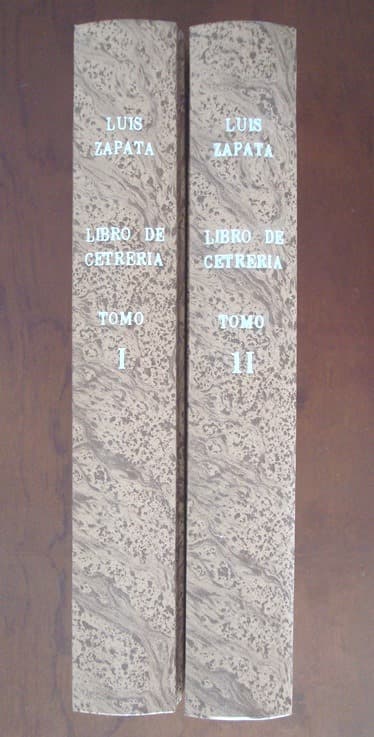 LUIS
ZAPATA
LIBRO DE
CETRERIA
TOMO
I
LUIS
ZAPATA
LIBRO DE
CETRERIA
TOMO
II